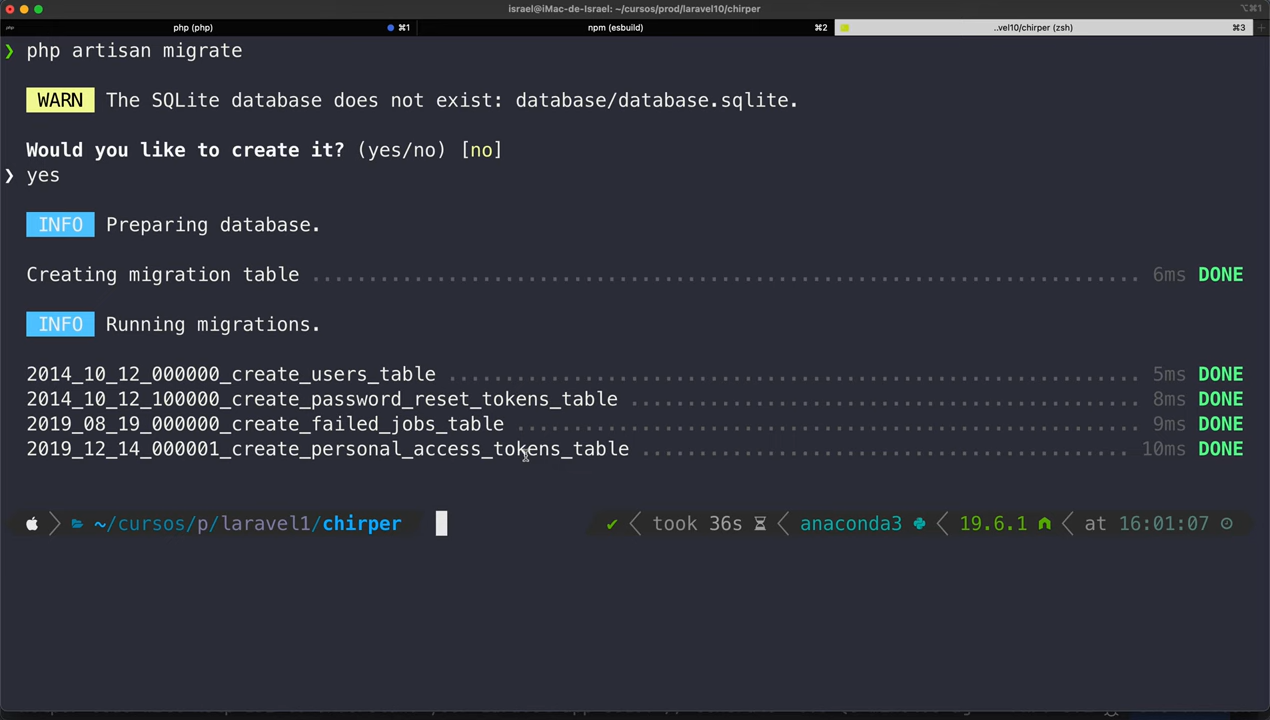 israel@iMac-de-Israel: ~/cursos/prod/laravel10/chirper
⌥⌘1
php
php (php)
⌘1
npm (esbuild)
⌘2
..vel10/chirper (zsh)
⌘3
❯ php artisan migrate
WARN The SQLite database does not exist: database/database.sqlite.
Would you like to create it? (yes/no) [no]
❯ yes
INFO Preparing database.
Creating migration table ........................................................................ 6ms DONE
INFO Running migrations.
2014_10_12_000000_create_users_table ............................................................ 5ms DONE
2014_10_12_100000_create_password_reset_tokens_table ............................................ 8ms DONE
2019_08_19_000000_create_failed_jobs_table ...................................................... 9ms DONE
2019_12_14_000001_create_personal_access_tokens_table .......................................... 10ms DONE
~/cursos/p/laravel1/chirper ✔ took 36s anaconda3 19.6.1 at 16:01:07